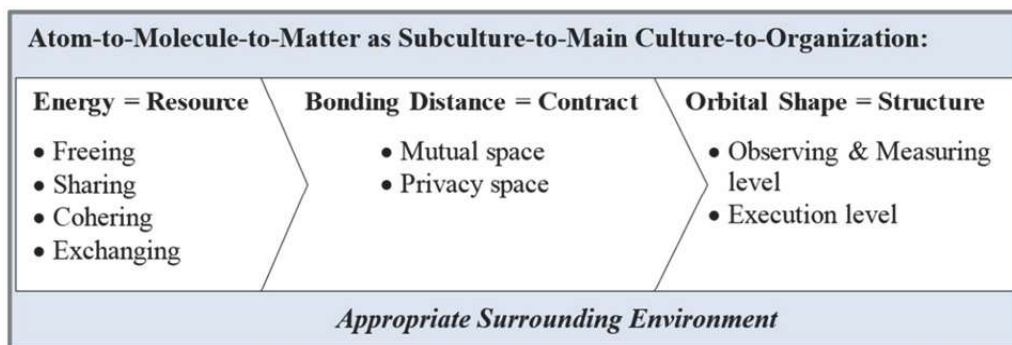 Atom-to-Molecule-to-Matter as Subculture-to-Main Culture-to-Organization:
Energy = Resource
• Freeing
• Sharing
• Cohering
• Exchanging
Bonding Distance = Contract
• Mutual space
• Privacy space
Orbital Shape = Structure
• Observing & Measuring
level
• Execution level
Appropriate Surrounding Environment